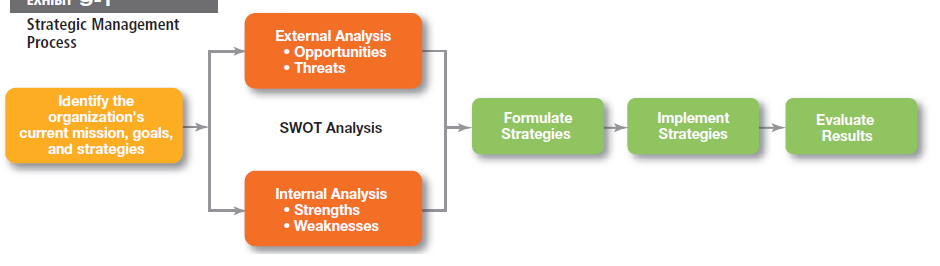 Strategic Management
Process
External Analysis
• Opportunities
• Threats
Identify the
organization's
current mission, goals,
and strategies
SWOT Analysis
Formulate
Strategies
Implement
Strategies
Evaluate
Results
Internal Analysis
• Strengths
• Weaknesses